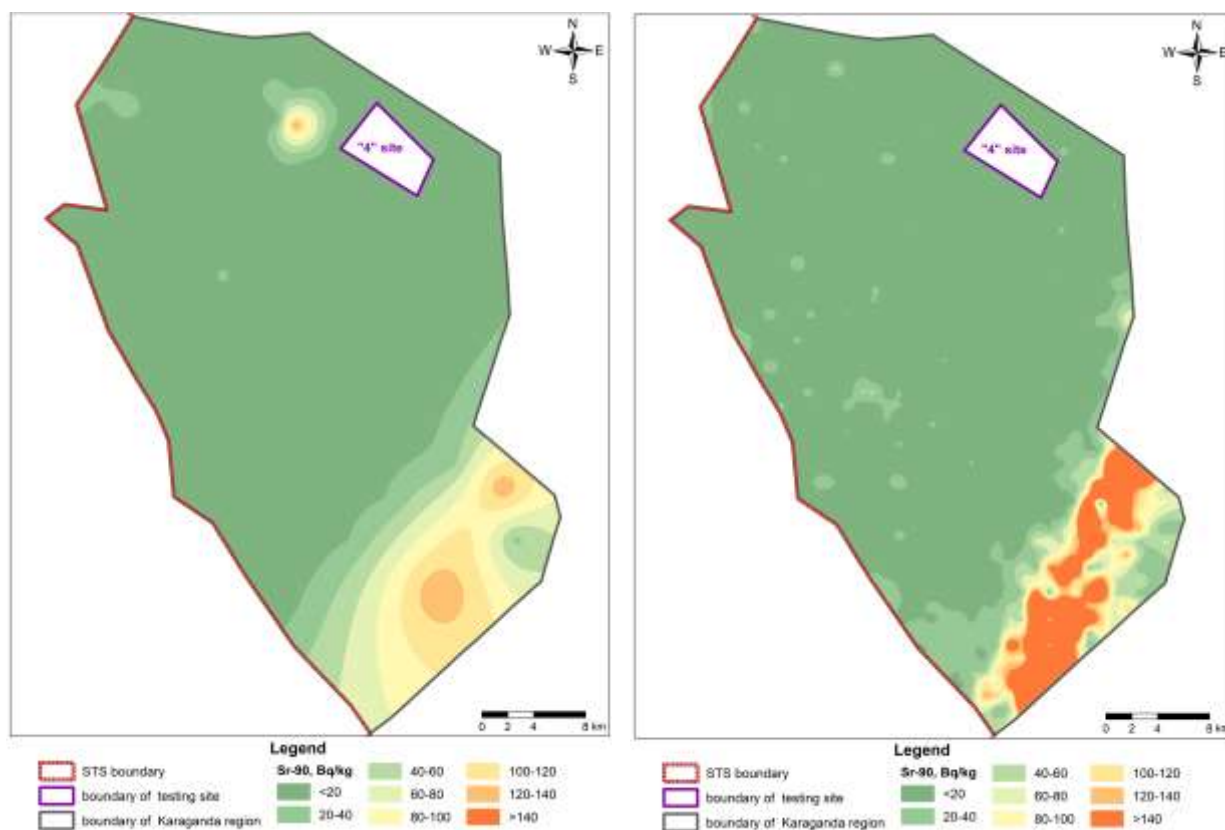 N
W E
S
"4" site
0 2 4 8 km
Legend
STS boundary
boundary of testing site
boundary of Karaganda region
Sr-90, Bq/kg
<20
20-40
40-60
60-80
80-100
100-120
120-140
>140
N
W E
S
"4" site
0 2 4 8 km
Legend
STS boundary
boundary of testing site
boundary of Karaganda region
Sr-90, Bq/kg
<20
20-40
40-60
60-80
80-100
100-120
120-140
>140